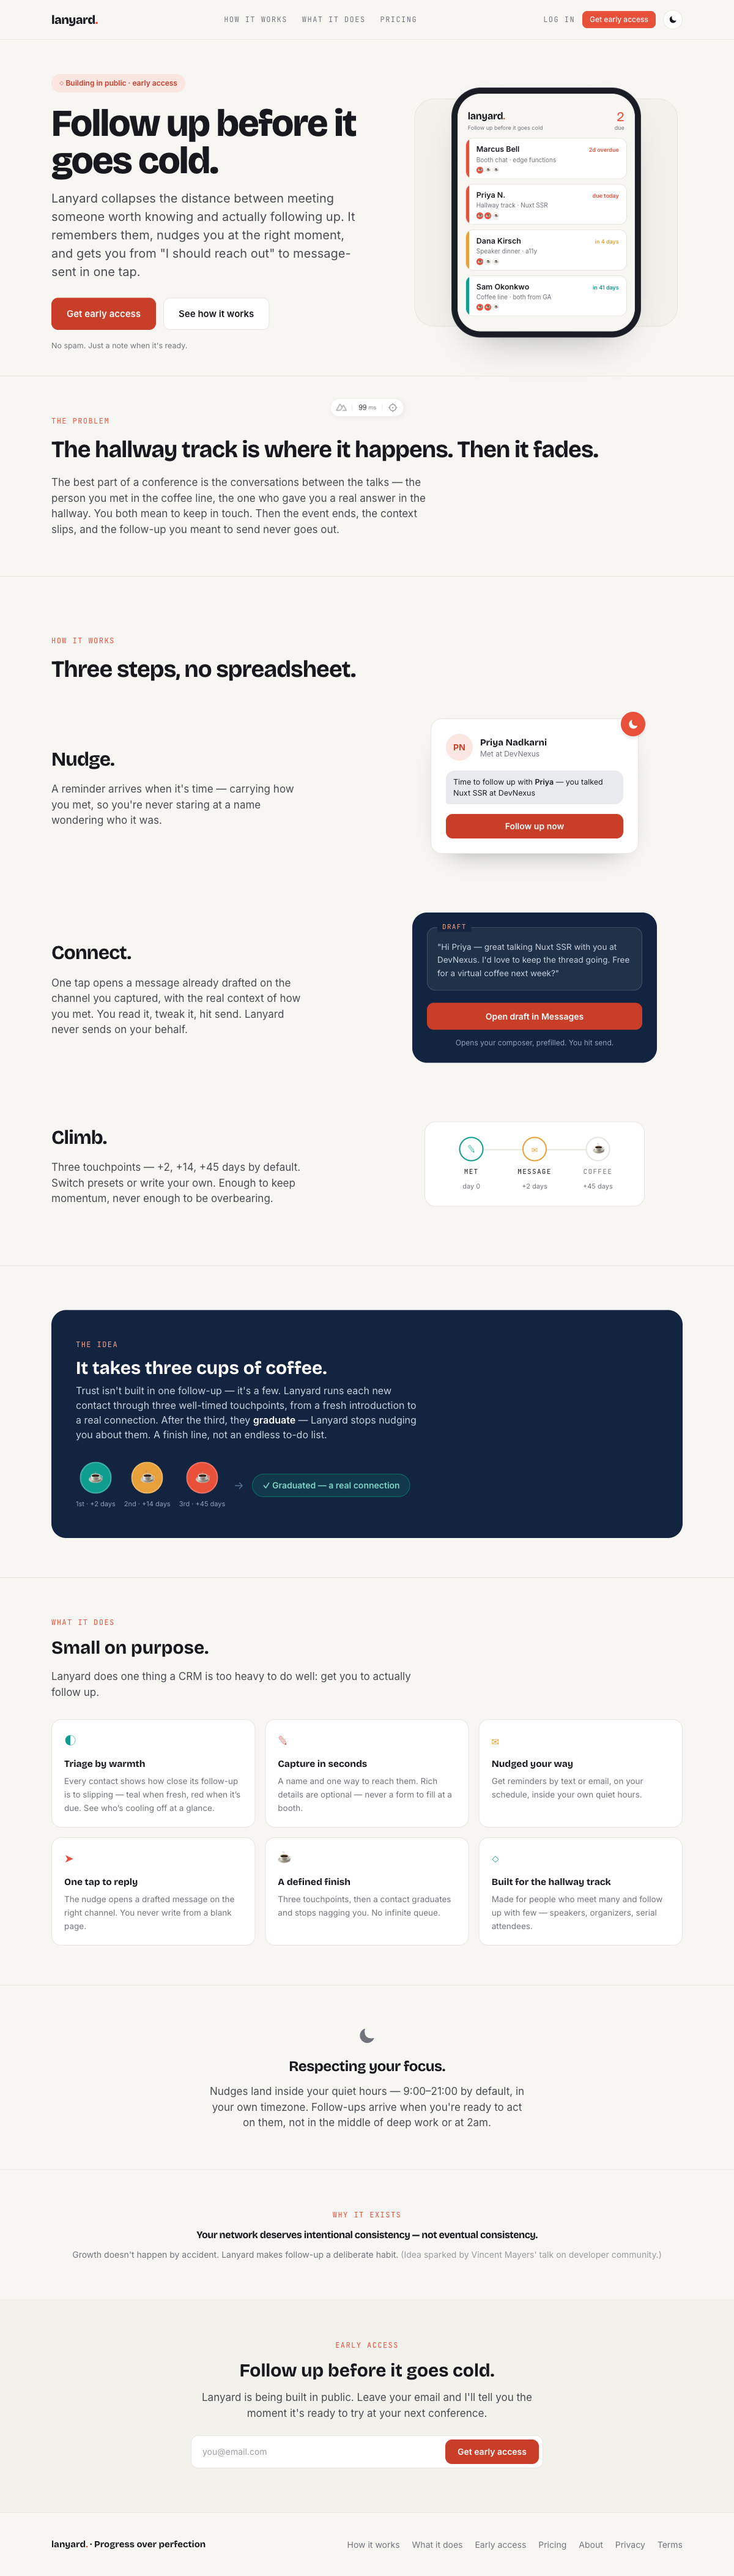 lanyard.
HOW IT WORKS
WHAT IT DOES
PRICING
LOG IN
Get early access
Building in public · early access
Follow up before it
goes cold.
Lanyard collapses the distance between meeting
someone worth knowing and actually following up. It
remembers them, nudges you at the right moment,
and gets you from "I should reach out" to message-
sent in one tap.
Get early access
See how it works
No spam. Just a note when it's ready.
lanyard.
2
Follow up before it goes cold
due
Marcus Bell
2d overdue
Booth chat · edge functions
Priya N.
due today
Hallway track · Nuxt SSR
Dana Kirsch
in 4 days
Speaker dinner · a11y
Sam Okonkwo
in 41 days
Coffee line · both from GA
99 ms
THE PROBLEM
The hallway track is where it happens. Then it fades.
The best part of a conference is the conversations between the talks — the
person you met in the coffee line, the one who gave you a real answer in the
hallway. You both mean to keep in touch. Then the event ends, the context
slips, and the follow-up you meant to send never goes out.
HOW IT WORKS
Three steps, no spreadsheet.
Nudge.
A reminder arrives when it's time — carrying how
you met, so you're never staring at a name
wondering who it was.
PN
Priya Nadkarni
Met at DevNexus
Time to follow up with Priya — you talked
Nuxt SSR at DevNexus
Follow up now
Connect.
One tap opens a message already drafted on the
channel you captured, with the real context of how
you met. You read it, tweak it, hit send. Lanyard
never sends on your behalf.
DRAFT
"Hi Priya — great talking Nuxt SSR with you at
DevNexus. I'd love to keep the thread going. Free
for a virtual coffee next week?"
Open draft in Messages
Opens your composer, prefilled. You hit send.
Climb.
Three touchpoints — +2, +14, +45 days by default.
Switch presets or write your own. Enough to keep
momentum, never enough to be overbearing.
MET
MESSAGE
COFFEE
day 0
+2 days
+45 days
THE IDEA
It takes three cups of coffee.
Trust isn't built in one follow-up — it's a few. Lanyard runs each new
contact through three well-timed touchpoints, from a fresh introduction to
a real connection. After the third, they graduate — Lanyard stops nudging
you about them. A finish line, not an endless to-do list.
→
✓ Graduated — a real connection
1st · +2 days
2nd · +14 days
3rd · +45 days
WHAT IT DOES
Small on purpose.
Lanyard does one thing a CRM is too heavy to do well: get you to actually
follow up.
Triage by warmth
Every contact shows how close its follow-up
is to slipping — teal when fresh, red when it's
due. See who's cooling off at a glance.
Capture in seconds
A name and one way to reach them. Rich
details are optional — never a form to fill at a
booth.
Nudged your way
Get reminders by text or email, on your
schedule, inside your own quiet hours.
One tap to reply
The nudge opens a drafted message on the
right channel. You never write from a blank
page.
A defined finish
Three touchpoints, then a contact graduates
and stops nagging you. No infinite queue.
Built for the hallway track
Made for people who meet many and follow
up with few — speakers, organizers, serial
attendees.
Respecting your focus.
Nudges land inside your quiet hours — 9:00–21:00 by default, in
your own timezone. Follow-ups arrive when you're ready to act
on them, not in the middle of deep work or at 2am.
WHY IT EXISTS
Your network deserves intentional consistency — not eventual consistency.
Growth doesn't happen by accident. Lanyard makes follow-up a deliberate habit. (Idea sparked by Vincent Mayers' talk on developer community.)
EARLY ACCESS
Follow up before it goes cold.
Lanyard is being built in public. Leave your email and I'll tell you the
moment it's ready to try at your next conference.
you@email.com
Get early access
lanyard. · Progress over perfection
How it works
What it does
Early access
Pricing
About
Privacy
Terms